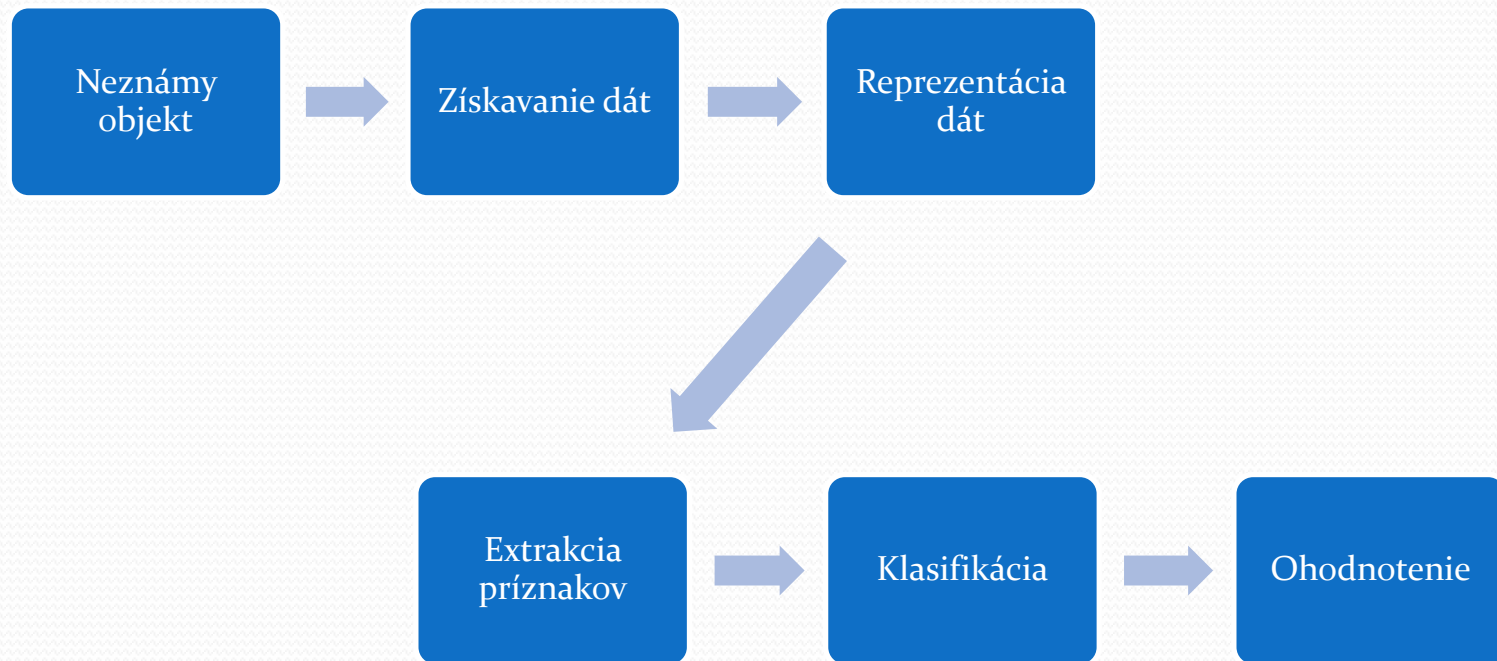 Neznámy
objekt
Získavanie dát
Reprezentácia
dát
Extrakcia
príznakov
Klasifikácia
Ohodnotenie